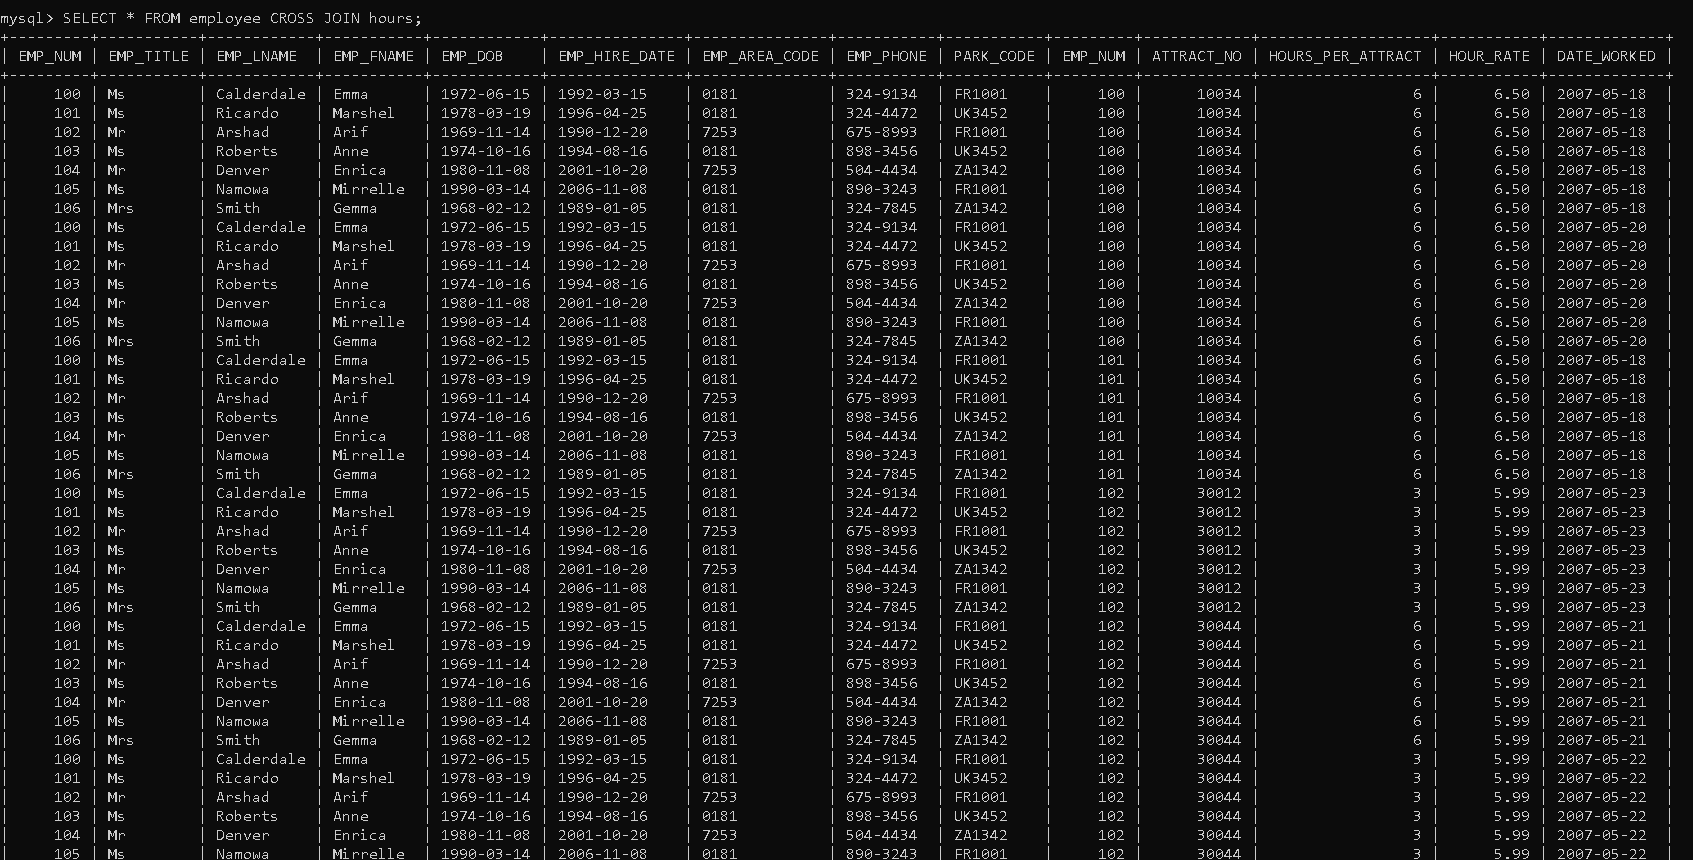 mysql> SELECT * FROM employee CROSS JOIN hours;
+---------+-----------+------------+-----------+------------+---------------+---------------+-----------+-----------+---------+------------+-------------------+-----------+-------------+
| EMP_NUM | EMP_TITLE | EMP_LNAME | EMP_FNAME | EMP_DOB | EMP_HIRE_DATE | EMP_AREA_CODE | EMP_PHONE | PARK_CODE | EMP_NUM | ATTRACT_NO | HOURS_PER_ATTRACT | HOUR_RATE | DATE_WORKED |
+---------+-----------+------------+-----------+------------+---------------+---------------+-----------+-----------+---------+------------+-------------------+-----------+-------------+
| 100 | Ms | Calderdale | Emma | 1972-06-15 | 1992-03-15 | 0181 | 324-9134 | FR1001 | 100 | 10034 | 6 | 6.50 | 2007-05-18 |
| 101 | Ms | Ricardo | Marshel | 1978-03-19 | 1996-04-25 | 0181 | 324-4472 | UK3452 | 100 | 10034 | 6 | 6.50 | 2007-05-18 |
| 102 | Mr | Arshad | Arif | 1969-11-14 | 1990-12-20 | 7253 | 675-8993 | FR1001 | 100 | 10034 | 6 | 6.50 | 2007-05-18 |
| 103 | Ms | Roberts | Anne | 1974-10-16 | 1994-08-16 | 0181 | 898-3456 | UK3452 | 100 | 10034 | 6 | 6.50 | 2007-05-18 |
| 104 | Mr | Denver | Enrica | 1980-11-08 | 2001-10-20 | 7253 | 504-4434 | ZA1342 | 100 | 10034 | 6 | 6.50 | 2007-05-18 |
| 105 | Ms | Namowa | Mirrelle | 1990-03-14 | 2006-11-08 | 0181 | 890-3243 | FR1001 | 100 | 10034 | 6 | 6.50 | 2007-05-18 |
| 106 | Mrs | Smith | Gemma | 1968-02-12 | 1989-01-05 | 0181 | 324-7845 | ZA1342 | 100 | 10034 | 6 | 6.50 | 2007-05-18 |
| 100 | Ms | Calderdale | Emma | 1972-06-15 | 1992-03-15 | 0181 | 324-9134 | FR1001 | 100 | 10034 | 6 | 6.50 | 2007-05-20 |
| 101 | Ms | Ricardo | Marshel | 1978-03-19 | 1996-04-25 | 0181 | 324-4472 | UK3452 | 100 | 10034 | 6 | 6.50 | 2007-05-20 |
| 102 | Mr | Arshad | Arif | 1969-11-14 | 1990-12-20 | 7253 | 675-8993 | FR1001 | 100 | 10034 | 6 | 6.50 | 2007-05-20 |
| 103 | Ms | Roberts | Anne | 1974-10-16 | 1994-08-16 | 0181 | 898-3456 | UK3452 | 100 | 10034 | 6 | 6.50 | 2007-05-20 |
| 104 | Mr | Denver | Enrica | 1980-11-08 | 2001-10-20 | 7253 | 504-4434 | ZA1342 | 100 | 10034 | 6 | 6.50 | 2007-05-20 |
| 105 | Ms | Namowa | Mirrelle | 1990-03-14 | 2006-11-08 | 0181 | 890-3243 | FR1001 | 100 | 10034 | 6 | 6.50 | 2007-05-20 |
| 106 | Mrs | Smith | Gemma | 1968-02-12 | 1989-01-05 | 0181 | 324-7845 | ZA1342 | 100 | 10034 | 6 | 6.50 | 2007-05-20 |
| 100 | Ms | Calderdale | Emma | 1972-06-15 | 1992-03-15 | 0181 | 324-9134 | FR1001 | 101 | 10034 | 6 | 6.50 | 2007-05-18 |
| 101 | Ms | Ricardo | Marshel | 1978-03-19 | 1996-04-25 | 0181 | 324-4472 | UK3452 | 101 | 10034 | 6 | 6.50 | 2007-05-18 |
| 102 | Mr | Arshad | Arif | 1969-11-14 | 1990-12-20 | 7253 | 675-8993 | FR1001 | 101 | 10034 | 6 | 6.50 | 2007-05-18 |
| 103 | Ms | Roberts | Anne | 1974-10-16 | 1994-08-16 | 0181 | 898-3456 | UK3452 | 101 | 10034 | 6 | 6.50 | 2007-05-18 |
| 104 | Mr | Denver | Enrica | 1980-11-08 | 2001-10-20 | 7253 | 504-4434 | ZA1342 | 101 | 10034 | 6 | 6.50 | 2007-05-18 |
| 105 | Ms | Namowa | Mirrelle | 1990-03-14 | 2006-11-08 | 0181 | 890-3243 | FR1001 | 101 | 10034 | 6 | 6.50 | 2007-05-18 |
| 106 | Mrs | Smith | Gemma | 1968-02-12 | 1989-01-05 | 0181 | 324-7845 | ZA1342 | 101 | 10034 | 6 | 6.50 | 2007-05-18 |
| 100 | Ms | Calderdale | Emma | 1972-06-15 | 1992-03-15 | 0181 | 324-9134 | FR1001 | 102 | 30012 | 3 | 5.99 | 2007-05-23 |
| 101 | Ms | Ricardo | Marshel | 1978-03-19 | 1996-04-25 | 0181 | 324-4472 | UK3452 | 102 | 30012 | 3 | 5.99 | 2007-05-23 |
| 102 | Mr | Arshad | Arif | 1969-11-14 | 1990-12-20 | 7253 | 675-8993 | FR1001 | 102 | 30012 | 3 | 5.99 | 2007-05-23 |
| 103 | Ms | Roberts | Anne | 1974-10-16 | 1994-08-16 | 0181 | 898-3456 | UK3452 | 102 | 30012 | 3 | 5.99 | 2007-05-23 |
| 104 | Mr | Denver | Enrica | 1980-11-08 | 2001-10-20 | 7253 | 504-4434 | ZA1342 | 102 | 30012 | 3 | 5.99 | 2007-05-23 |
| 105 | Ms | Namowa | Mirrelle | 1990-03-14 | 2006-11-08 | 0181 | 890-3243 | FR1001 | 102 | 30012 | 3 | 5.99 | 2007-05-23 |
| 106 | Mrs | Smith | Gemma | 1968-02-12 | 1989-01-05 | 0181 | 324-7845 | ZA1342 | 102 | 30012 | 3 | 5.99 | 2007-05-23 |
| 100 | Ms | Calderdale | Emma | 1972-06-15 | 1992-03-15 | 0181 | 324-9134 | FR1001 | 102 | 30044 | 6 | 5.99 | 2007-05-21 |
| 101 | Ms | Ricardo | Marshel | 1978-03-19 | 1996-04-25 | 0181 | 324-4472 | UK3452 | 102 | 30044 | 6 | 5.99 | 2007-05-21 |
| 102 | Mr | Arshad | Arif | 1969-11-14 | 1990-12-20 | 7253 | 675-8993 | FR1001 | 102 | 30044 | 6 | 5.99 | 2007-05-21 |
| 103 | Ms | Roberts | Anne | 1974-10-16 | 1994-08-16 | 0181 | 898-3456 | UK3452 | 102 | 30044 | 6 | 5.99 | 2007-05-21 |
| 104 | Mr | Denver | Enrica | 1980-11-08 | 2001-10-20 | 7253 | 504-4434 | ZA1342 | 102 | 30044 | 6 | 5.99 | 2007-05-21 |
| 105 | Ms | Namowa | Mirrelle | 1990-03-14 | 2006-11-08 | 0181 | 890-3243 | FR1001 | 102 | 30044 | 6 | 5.99 | 2007-05-21 |
| 106 | Mrs | Smith | Gemma | 1968-02-12 | 1989-01-05 | 0181 | 324-7845 | ZA1342 | 102 | 30044 | 6 | 5.99 | 2007-05-21 |
| 100 | Ms | Calderdale | Emma | 1972-06-15 | 1992-03-15 | 0181 | 324-9134 | FR1001 | 102 | 30044 | 3 | 5.99 | 2007-05-22 |
| 101 | Ms | Ricardo | Marshel | 1978-03-19 | 1996-04-25 | 0181 | 324-4472 | UK3452 | 102 | 30044 | 3 | 5.99 | 2007-05-22 |
| 102 | Mr | Arshad | Arif | 1969-11-14 | 1990-12-20 | 7253 | 675-8993 | FR1001 | 102 | 30044 | 3 | 5.99 | 2007-05-22 |
| 103 | Ms | Roberts | Anne | 1974-10-16 | 1994-08-16 | 0181 | 898-3456 | UK3452 | 102 | 30044 | 3 | 5.99 | 2007-05-22 |
| 104 | Mr | Denver | Enrica | 1980-11-08 | 2001-10-20 | 7253 | 504-4434 | ZA1342 | 102 | 30044 | 3 | 5.99 | 2007-05-22 |
| 105 | Ms | Namowa | Mirrelle | 1990-03-14 | 2006-11-08 | 0181 | 890-3243 | FR1001 | 102 | 30044 | 3 | 5.99 | 2007-05-22 |